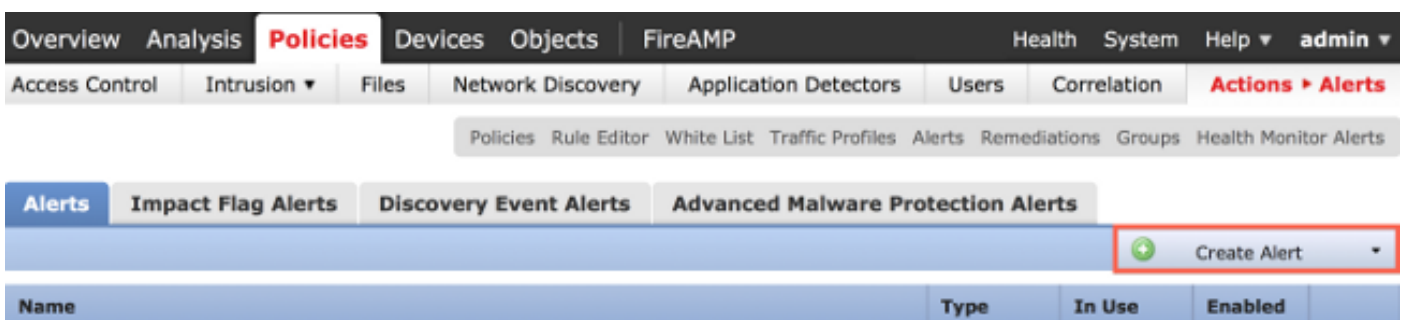 Overview Analysis Policies Devices Objects FireAMP Health System Help ▾ admin ▾
Access Control Intrusion ▾ Files Network Discovery Application Detectors Users Correlation Actions ▸ Alerts
Policies Rule Editor White List Traffic Profiles Alerts Remediations Groups Health Monitor Alerts
Alerts Impact Flag Alerts Discovery Event Alerts Advanced Malware Protection Alerts
Create Alert ▾
Name Type In Use Enabled